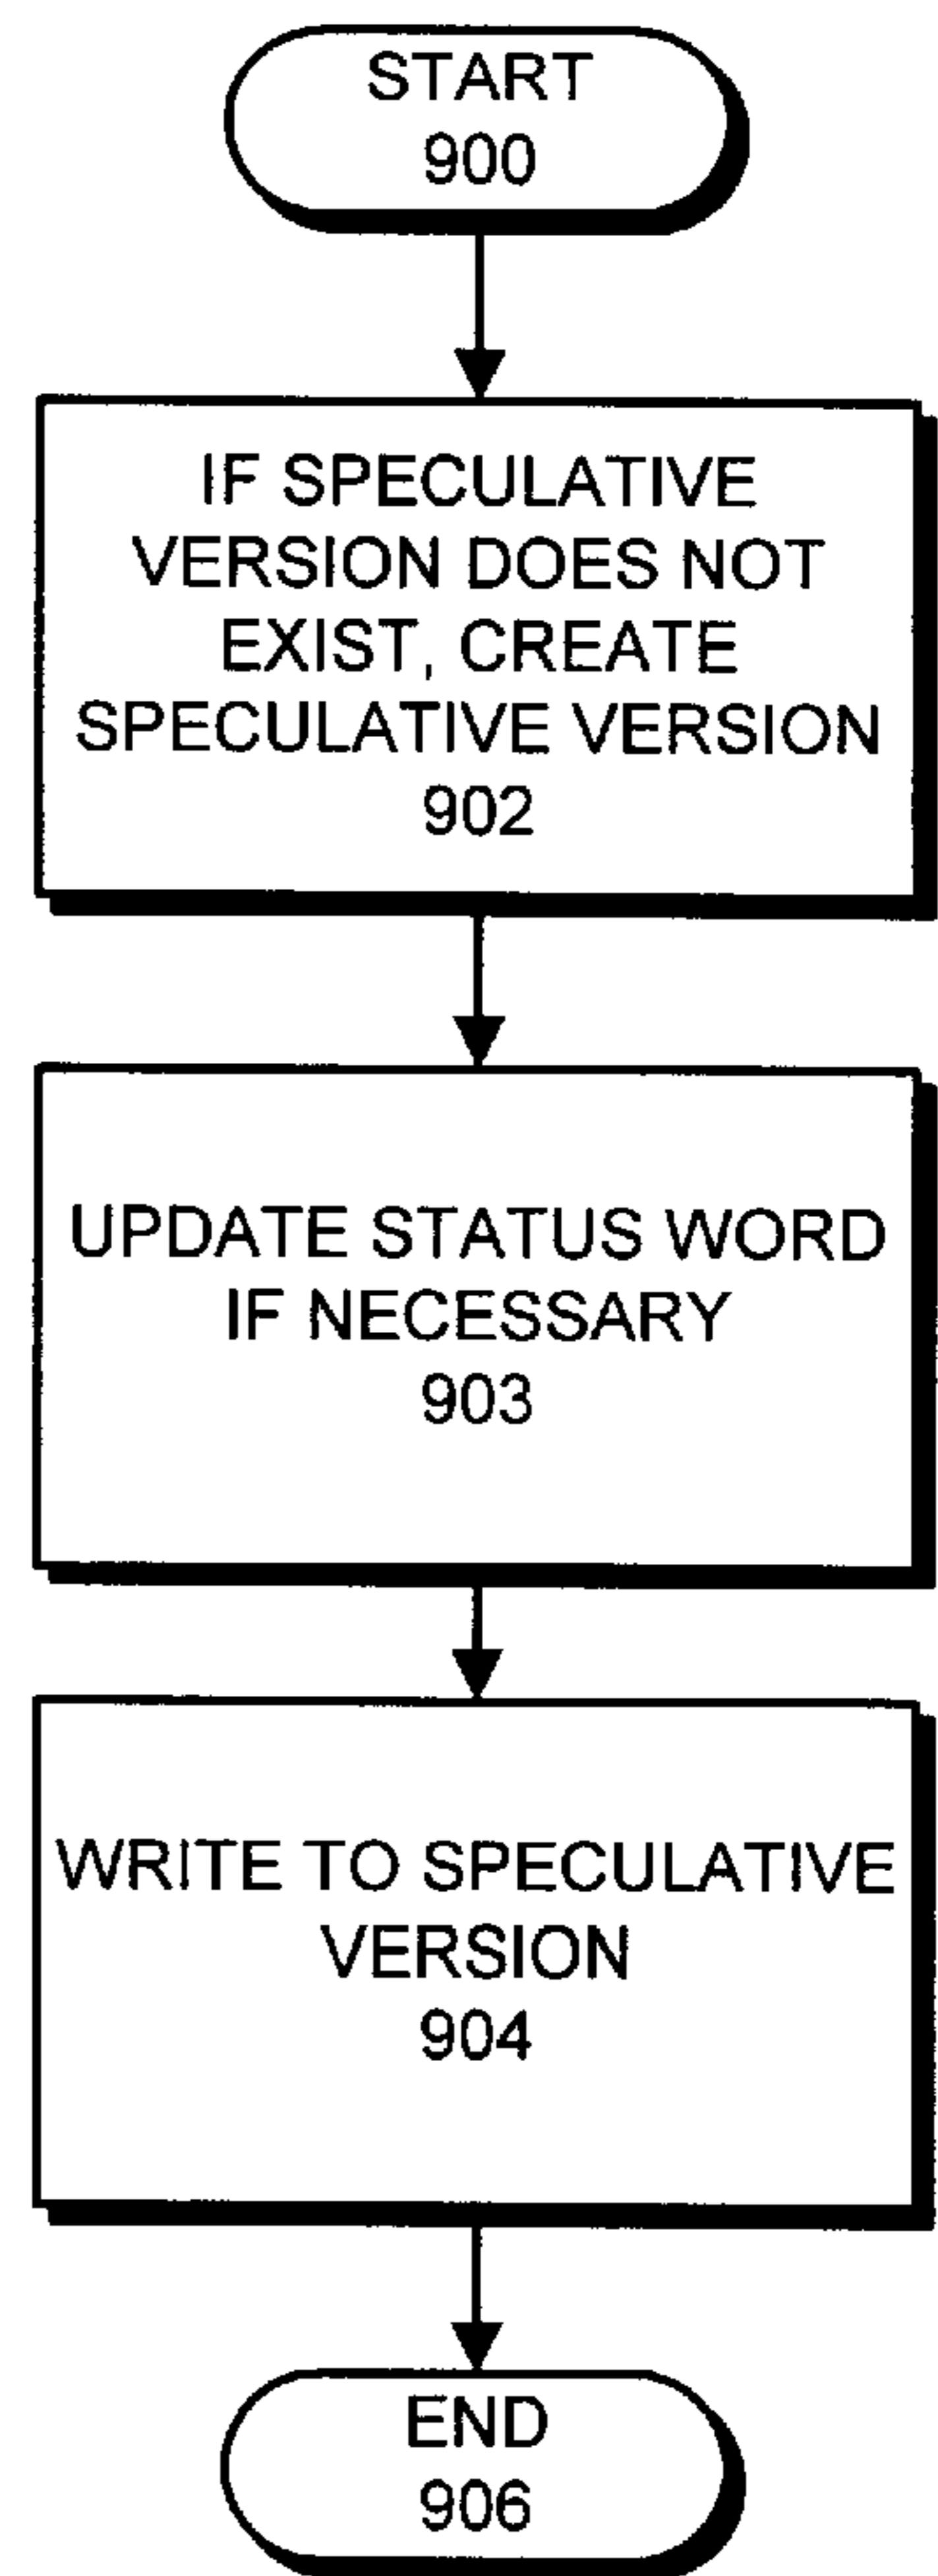 START
900
IF SPECULATIVE
VERSION DOES NOT
EXIST, CREATE
SPECULATIVE VERSION
902
UPDATE STATUS WORD
IF NECESSARY
903
WRITE TO SPECULATIVE
VERSION
904
END
906